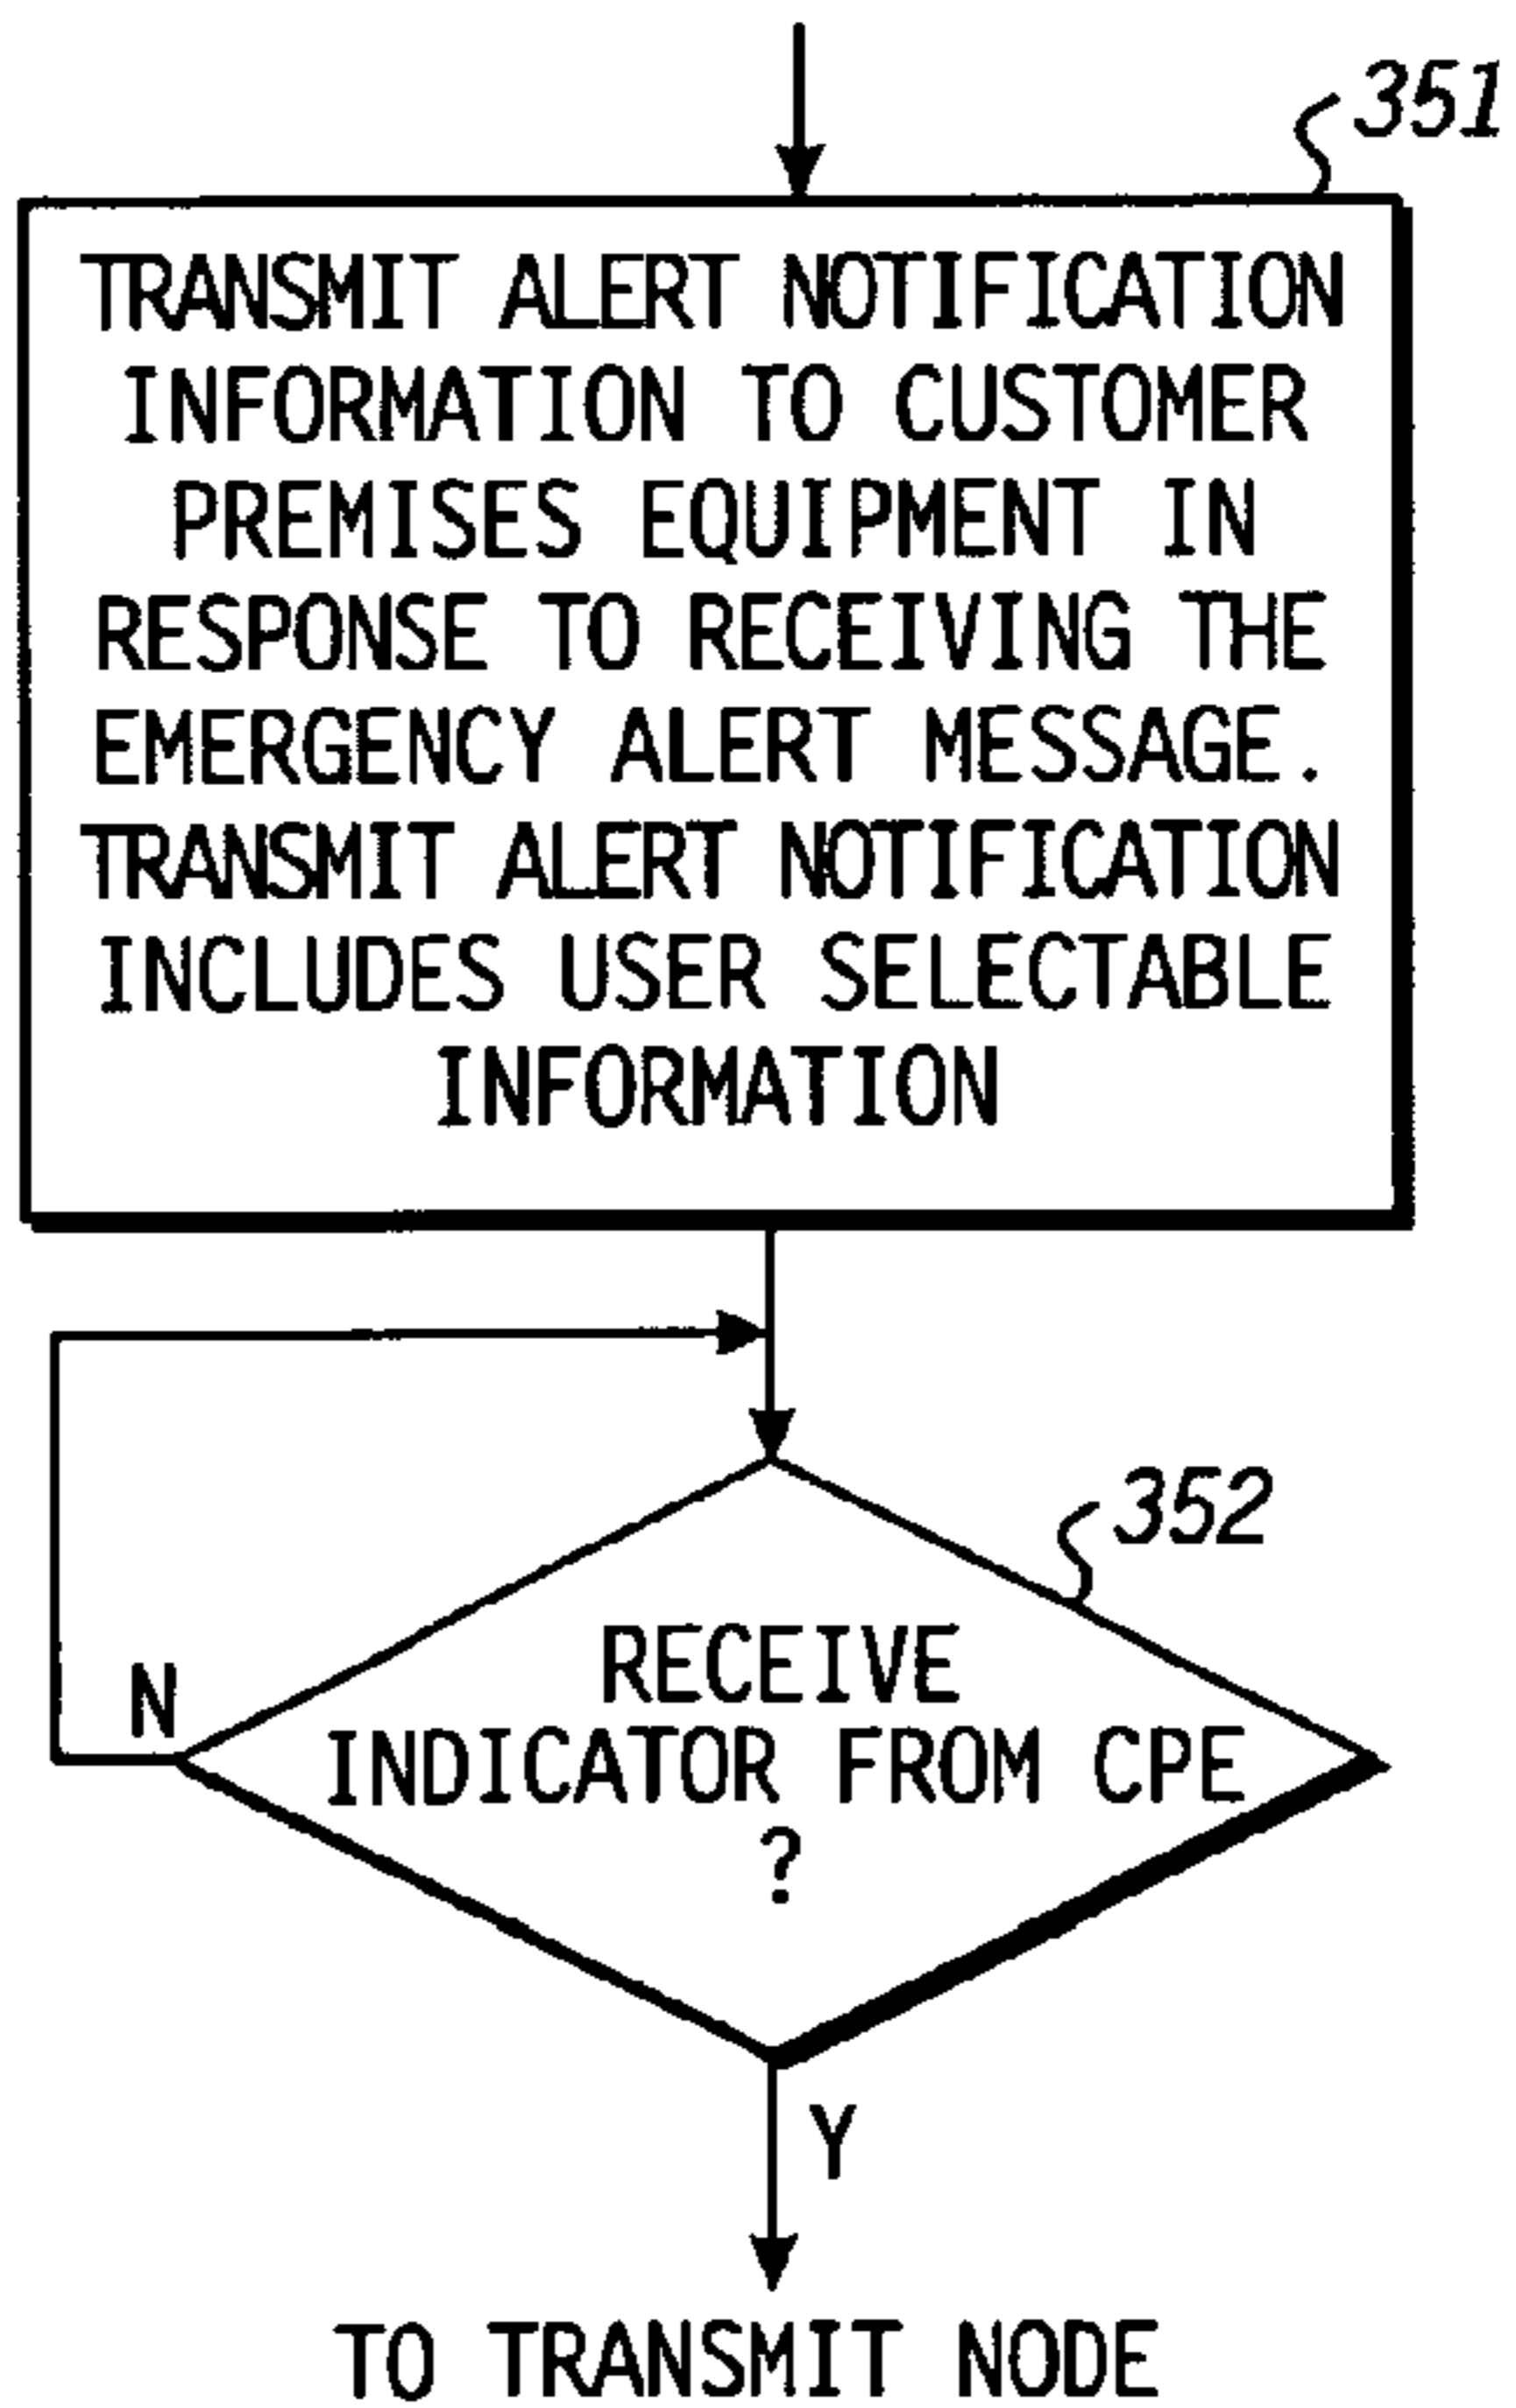 351
TRANSMIT ALERT NOTIFICATION
INFORMATION TO CUSTOMER
PREMISES EQUIPMENT IN
RESPONSE TO RECEIVING THE
EMERGENCY ALERT MESSAGE.
TRANSMIT ALERT NOTIFICATION
INCLUDES USER SELECTABLE
INFORMATION
352
RECEIVE
INDICATOR FROM CPE
?
N
Y
TO TRANSMIT NODE